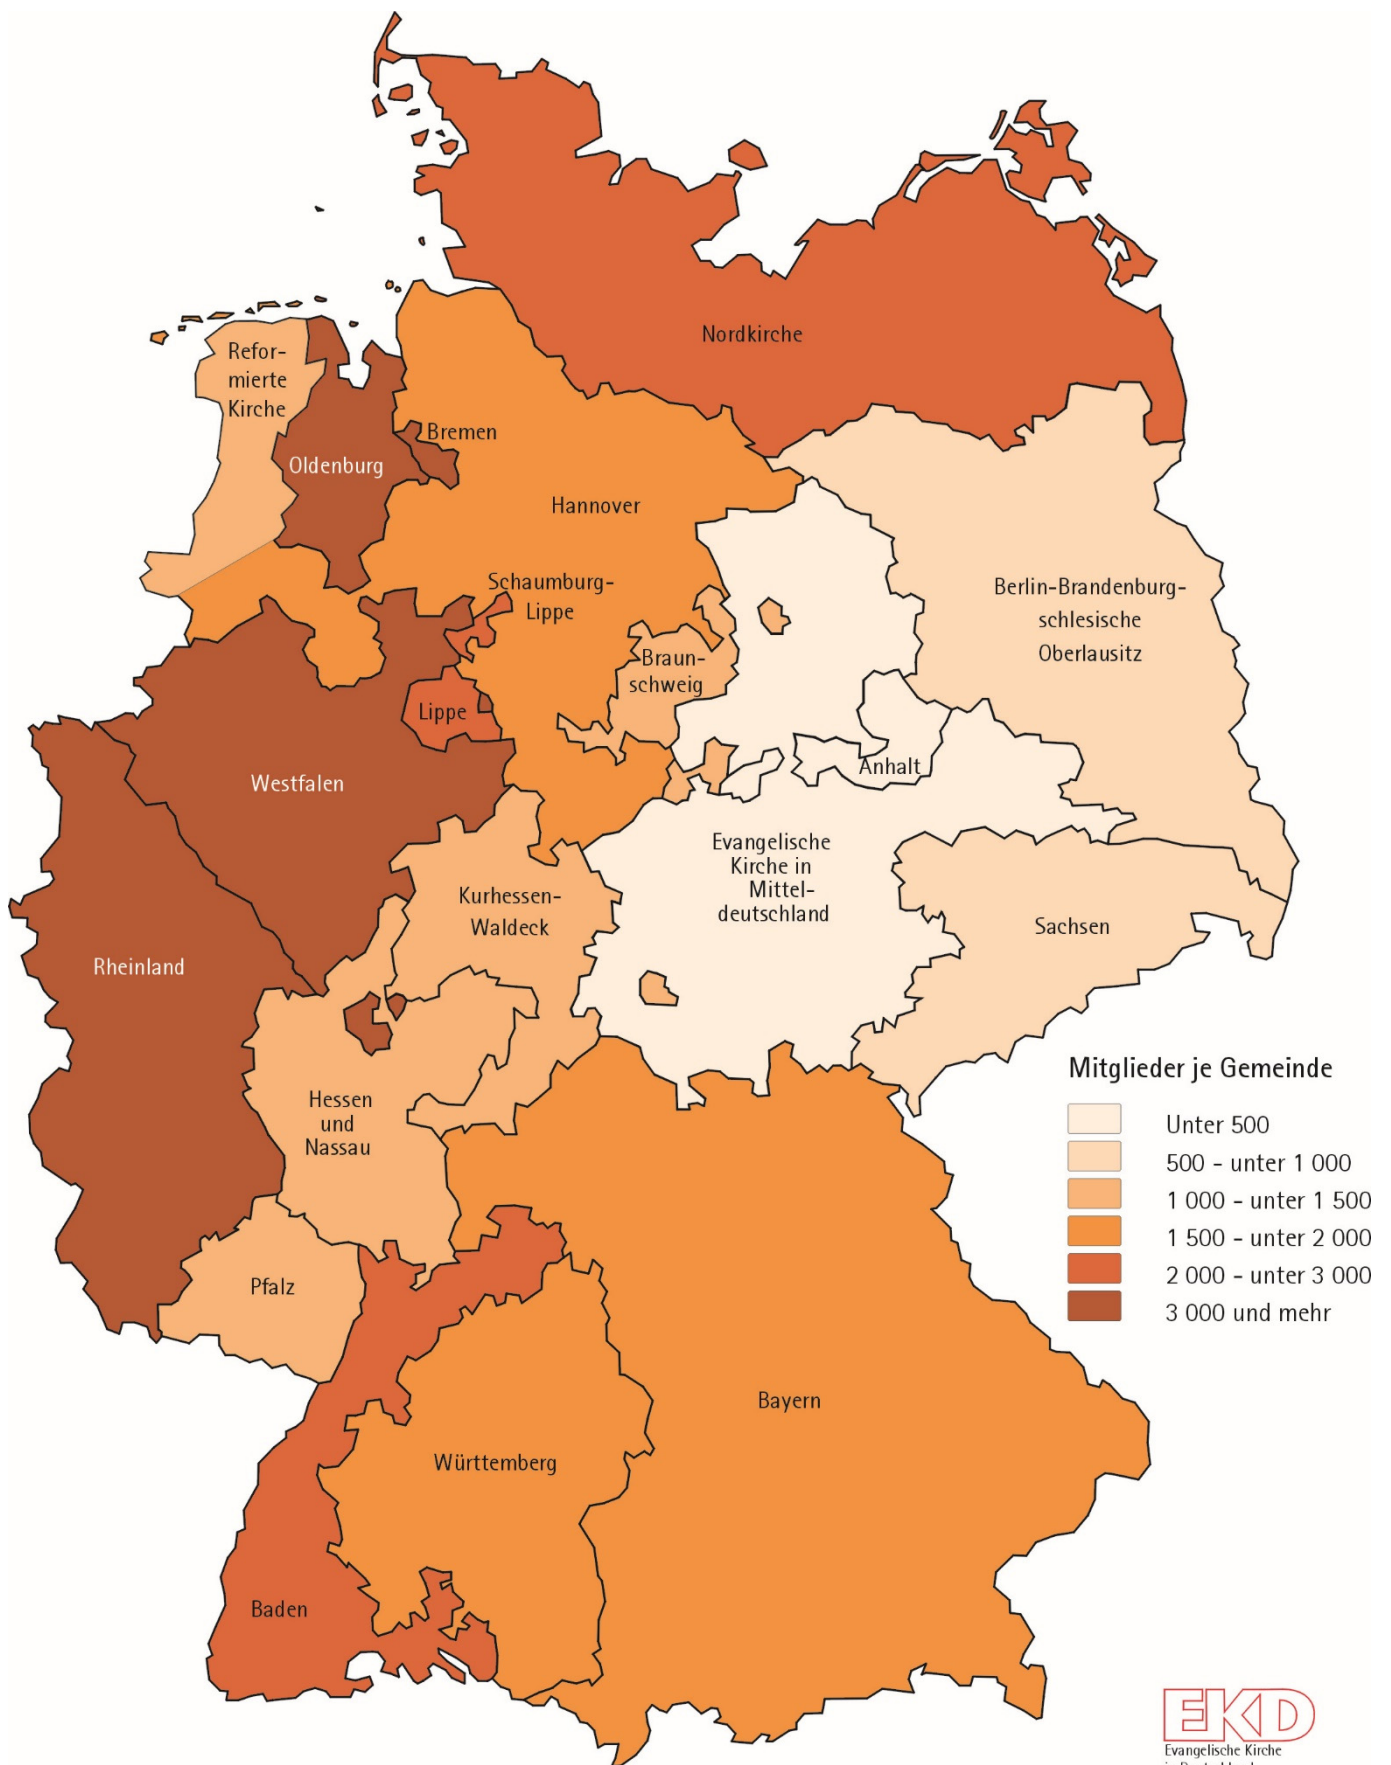 Nordkirche
Refor-
mierte
Kirche
Bremen
Oldenburg
Hannover
Schaumburg-
Lippe
Berlin-Brandenburg-
schlesische
Oberlausitz
Braun-
schweig
Lippe
Westfalen
Anhalt
Evangelische
Kirche in
Mittel-
deutschland
Kurhessen-
Waldeck
Sachsen
Rheinland
Hessen
und
Nassau
Pfalz
Bayern
Württemberg
Baden
Mitglieder je Gemeinde
Unter 500
500 - unter 1 000
1 000 - unter 1 500
1 500 - unter 2 000
2 000 - unter 3 000
3 000 und mehr
EKD
Evangelische Kirche